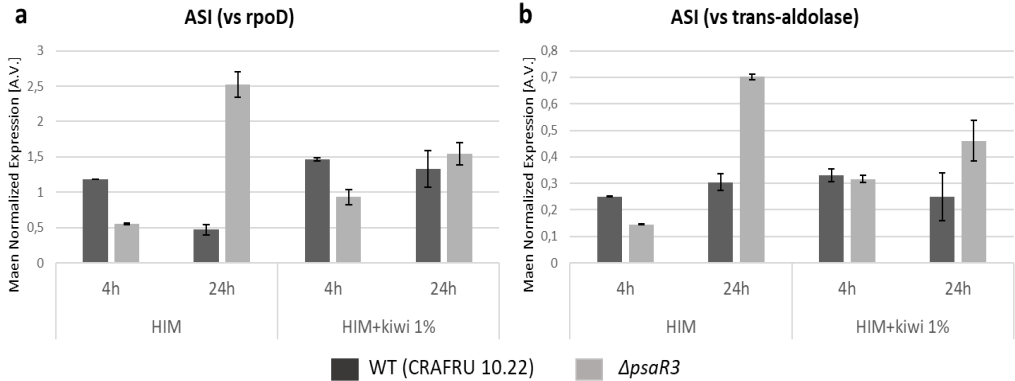 a
ASI (vs rpoD)
Maen Normalized Expression [A.V.]
3
2,5
2
1,5
1
0,5
0
4h 24h 4h 24h
HIM HIM+kiwi 1%
b
ASI (vs trans-aldolase)
Maen Normalized Expression [A.V.]
0,8
0,7
0,6
0,5
0,4
0,3
0,2
0,1
0
4h 24h 4h 24h
HIM HIM+kiwi 1%
WT (CRAFRU 10.22) ΔpsaR3